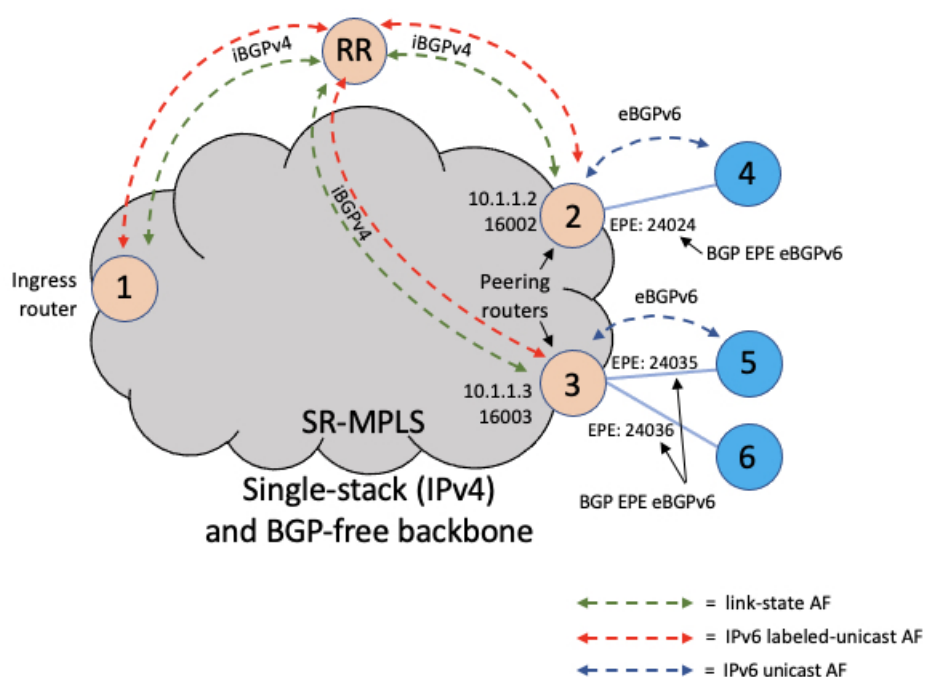 RR
iBGPv4
iBGPv4
eBGPv6
4
10.1.1.2
16002
2
EPE: 24024
BGP EPE eBGPv6
iBGPv4
Ingress
router
1
Peering
routers
eBGPv6
5
EPE: 24035
3
10.1.1.3
16003
EPE: 24036
6
SR-MPLS
BGP EPE eBGPv6
Single-stack (IPv4)
and BGP-free backbone
= link-state AF
= IPv6 labeled-unicast AF
= IPv6 unicast AF